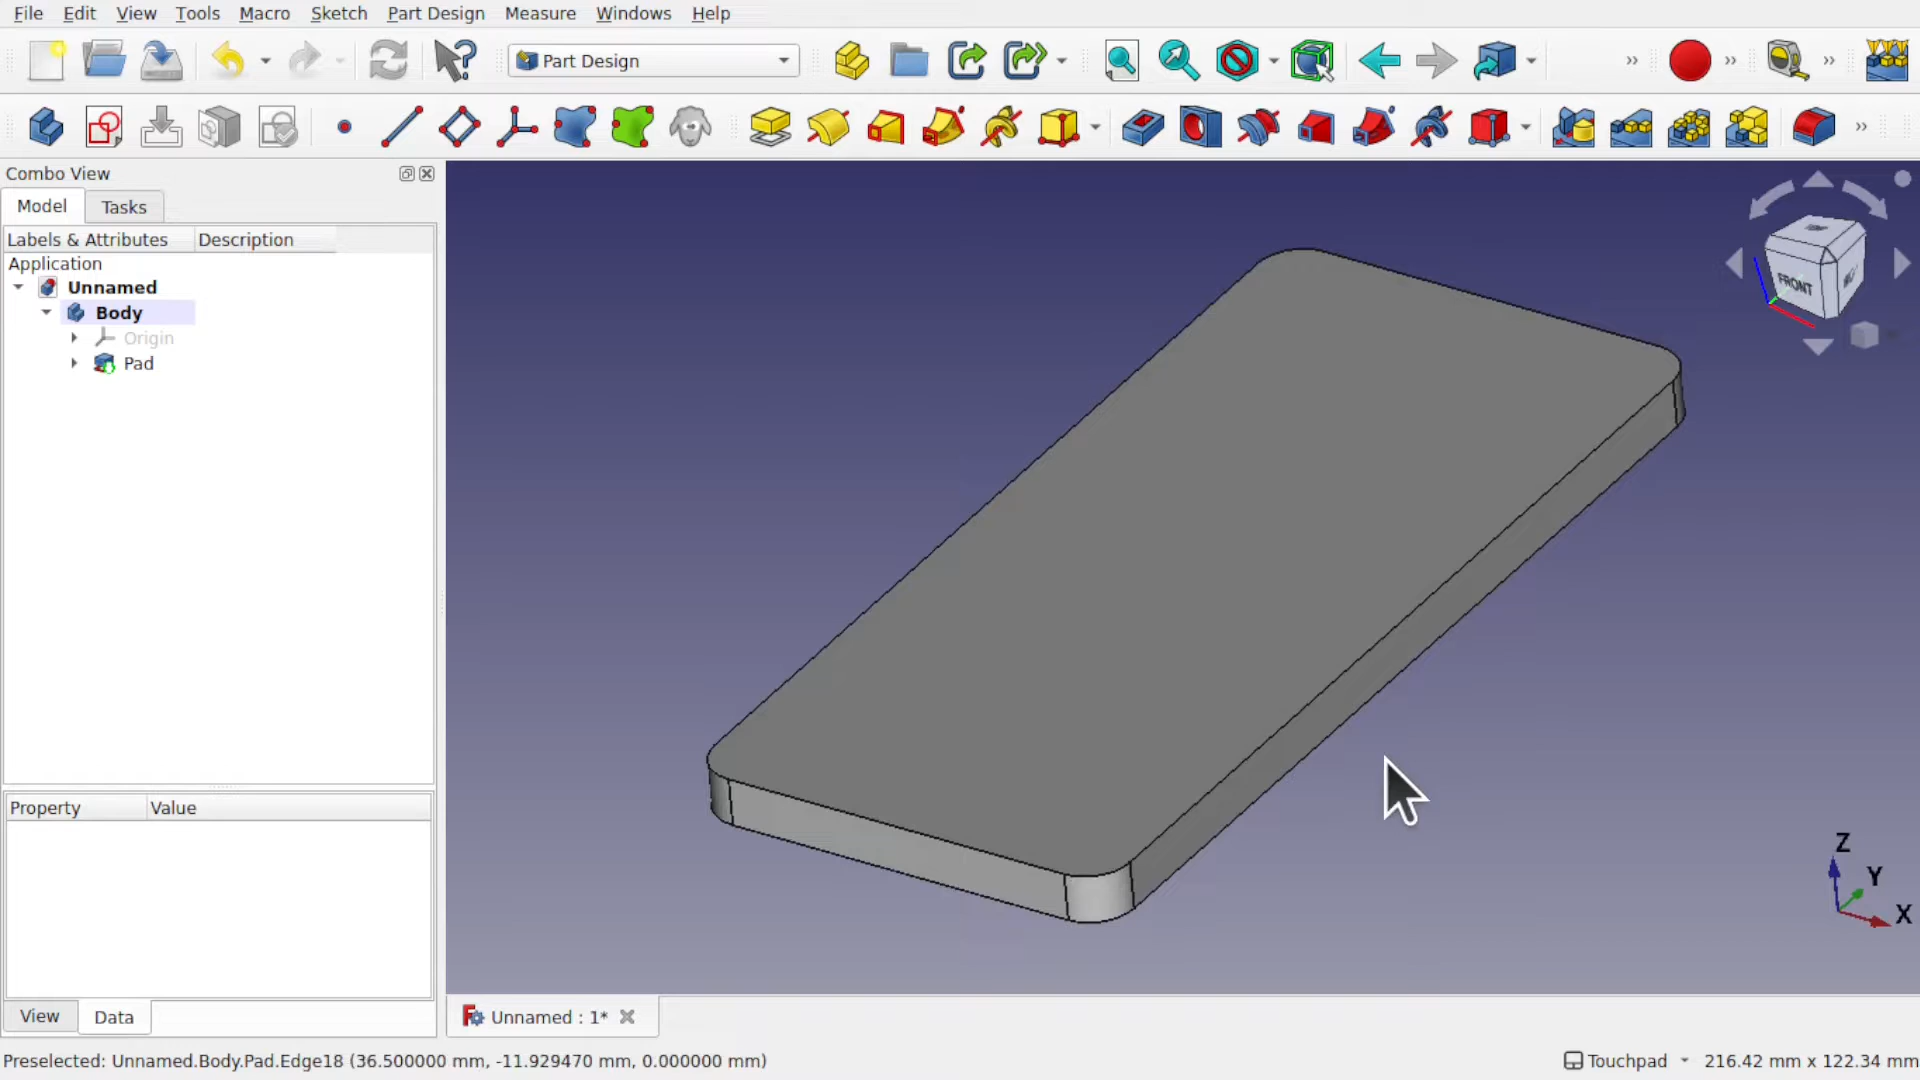 File Edit View Tools Macro Sketch Part Design Measure Windows Help
Part Design
Combo View
Model Tasks
Labels & Attributes Description
Application
Unnamed
Body
Origin
Pad
FRONT
Property Value
View Data
Z
Y
X
Unnamed : 1*
Preselected: Unnamed.Body.Pad.Edge18 (36.500000 mm, -11.929470 mm, 0.000000 mm)
Touchpad 216.42 mm x 122.34 mm